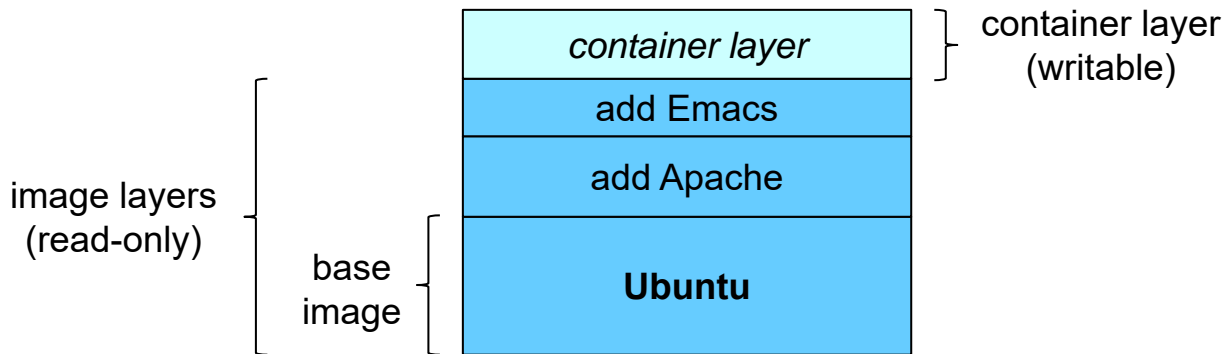 container layer
container layer
(writable)
add Emacs
add Apache
image layers
(read-only)
base
image
Ubuntu